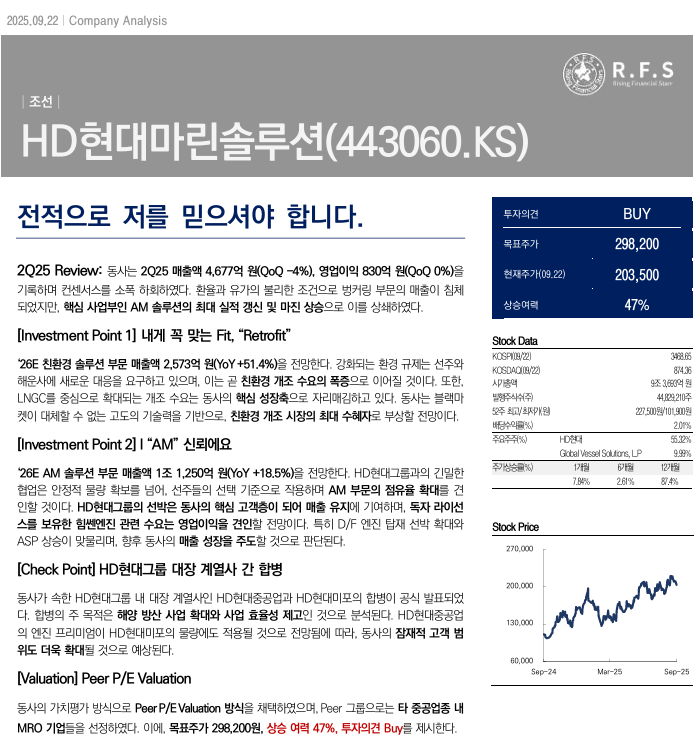 2025.09.22 | Company Analysis
R.F.S
Rising Financial Starr
| 조선 |
HD현대마린솔루션(443060.KS)
전적으로 저를 믿으셔야 합니다.
2Q25 Review: 동사는 2Q25 매출액 4,677억 원(QoQ -4%), 영업이익 830억 원(QoQ 0%)을
기록하며 컨센서스를 소폭 하회하였다. 환율과 유가의 불리한 조건으로 벙커링 부문의 매출이 침체
되었지만, 핵심 사업부인 AM 솔루션의 최대 실적 갱신 및 마진 상승으로 이를 상쇄하였다.
[Investment Point 1] 내게 꼭 맞는 Fit, “Retrofit”
‘26E 친환경 솔루션 부문 매출액 2,573억 원(YoY +51.4%)을 전망한다. 강화되는 환경 규제는 선주와
해운사에 새로운 대응을 요구하고 있으며, 이는 곧 친환경 개조 수요의 폭증으로 이어질 것이다. 또한,
LNGC를 중심으로 확대되는 개조 수요는 동사의 핵심 성장축으로 자리매김하고 있다. 동사는 블랙마
켓이 대체할 수 없는 고도의 기술력을 기반으로, 친환경 개조 시장의 최대 수혜자로 부상할 전망이다.
[Investment Point 2] I “AM” 신뢰에요
‘26E AM 솔루션 부문 매출액 1조 1,250억 원(YoY +18.5%)을 전망한다. HD현대그룹과의 긴밀한
협업은 안정적 물량 확보를 넘어, 선주들의 선택 기준으로 작용하며 AM 부문의 점유율 확대를 견
인할 것이다. HD현대그룹의 선박은 동사의 핵심 고객층이 되어 매출 유지에 기여하며, 독자 라이선
스를 보유한 힘쎈엔진 관련 수요는 영업이익을 견인할 전망이다. 특히 D/F 엔진 탑재 선박 확대와
ASP 상승이 맞물리며, 향후 동사의 매출 성장을 주도할 것으로 판단된다.
[Check Point] HD현대그룹 대장 계열사 간 합병
동사가 속한 HD현대그룹 내 대장 계열사인 HD현대중공업과 HD현대미포의 합병이 공식 발표되었
다. 합병의 주 목적은 해양 방산 사업 확대와 사업 효율성 제고인 것으로 분석된다. HD현대중공업
의 엔진 프리미엄이 HD현대미포의 물량에도 적용될 것으로 전망됨에 따라, 동사의 잠재적 고객 범
위도 더욱 확대될 것으로 예상된다.
[Valuation] Peer P/E Valuation
동사의 가치평가 방식으로 Peer P/E Valuation 방식을 채택하였으며, Peer 그룹으로는 타 중공업종 내
MRO 기업들을 선정하였다. 이에, 목표주가 298,200원, 상승 여력 47%, 투자의견 Buy를 제시한다.
투자의견 BUY
목표주가 298,200
현재주가(09.22) 203,500
상승여력 47%
Stock Data
KOSPI(09/22) 3468.65
KOSDAQ(09/22) 874.36
시가총액 9조 3,693억 원
발행주식수(주) 44,829,210주
52주 최고/최저가(원) 227,500원/101,900원
배당수익률(%) 2.01%
주요주주(%) HD현대 55.32%
Global Vessel Solutions, L.P 9.99%
주가상승률(%) 1개월 6개월 12개월
7.84% 2.61% 87.4%
Stock Price
270,000
200,000
130,000
60,000
Sep-24 Mar-25 Sep-25